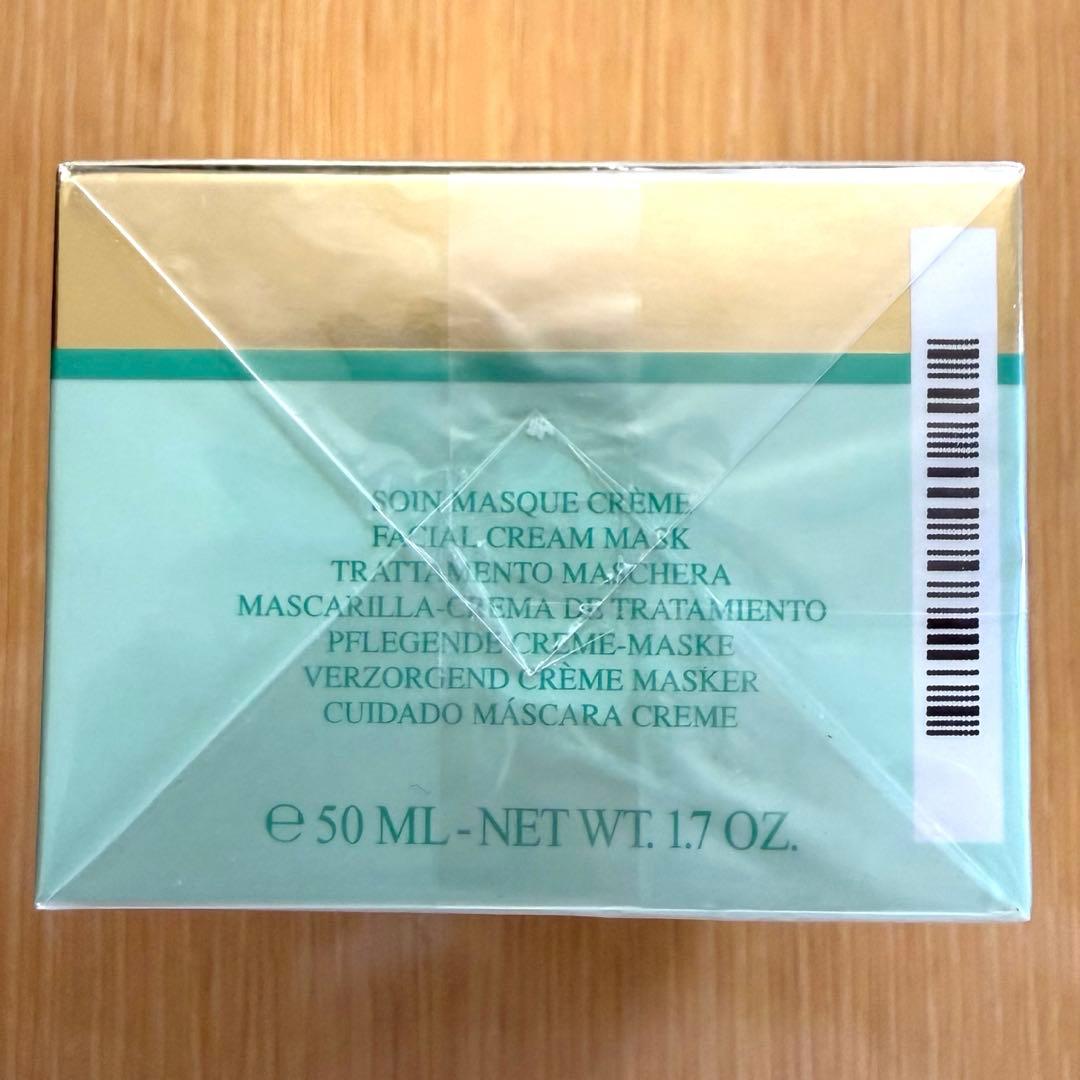 SOIN MASQUE CRÈME
FACIAL CREAM MASK
TRATTAMENTO MASCHERA
MASCARILLA-CREMA DE TRATAMIENTO
PFLEGENDE CREME-MASKE
VERZORGEND CRÈME MASKER
CUIDADO MÁSCARA CREME
℮ 50 ML - NET WT. 1.7 OZ.